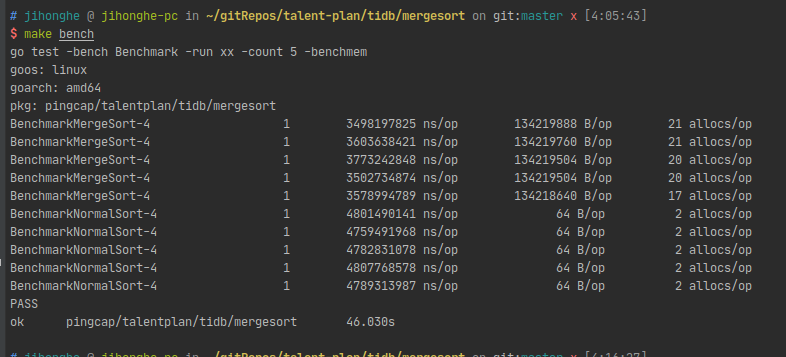 # jihonghe @ jihonghe-pc in ~/gitRepos/talent-plan/tidb/mergesort on git:master x [4:05:43]
$ make bench
go test -bench Benchmark -run xx -count 5 -benchmem
goos: linux
goarch: amd64
pkg: pingcap/talentplan/tidb/mergesort
BenchmarkMergeSort-4 1 3498197825 ns/op 134219888 B/op 21 allocs/op
BenchmarkMergeSort-4 1 3603638421 ns/op 134219760 B/op 21 allocs/op
BenchmarkMergeSort-4 1 3773242848 ns/op 134219504 B/op 20 allocs/op
BenchmarkMergeSort-4 1 3502734874 ns/op 134219504 B/op 20 allocs/op
BenchmarkMergeSort-4 1 3578994789 ns/op 134218640 B/op 17 allocs/op
BenchmarkNormalSort-4 1 4801490141 ns/op 64 B/op 2 allocs/op
BenchmarkNormalSort-4 1 4759491968 ns/op 64 B/op 2 allocs/op
BenchmarkNormalSort-4 1 4782831078 ns/op 64 B/op 2 allocs/op
BenchmarkNormalSort-4 1 4807768578 ns/op 64 B/op 2 allocs/op
BenchmarkNormalSort-4 1 4789313987 ns/op 64 B/op 2 allocs/op
PASS
ok pingcap/talentplan/tidb/mergesort 46.030s
# jihonghe @ jihonghe-pc in ~/gitRepos/talent-plan/tidb/mergesort on git:master x [4:16:27]